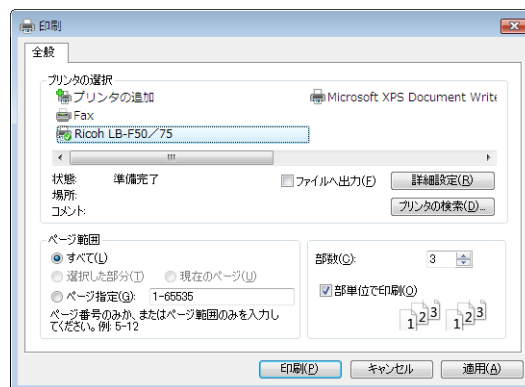 印刷
全般
プリンタの選択
プリンタの追加
Microsoft XPS Document Write
Fax
Ricoh LB-F50／75
状態: 準備完了
場所:
コメント:
ファイルへ出力(F)
詳細設定(R)
プリンタの検索(D)...
ページ範囲
すべて(L)
選択した部分(T)
現在のページ(U)
ページ指定(G): 1-65535
ページ番号のみか、またはページ範囲のみを入力し
てください。例: 5-12
部数(C): 3
部単位で印刷(O)
1 2 3 1 2 3
印刷(P)
キャンセル
適用(A)